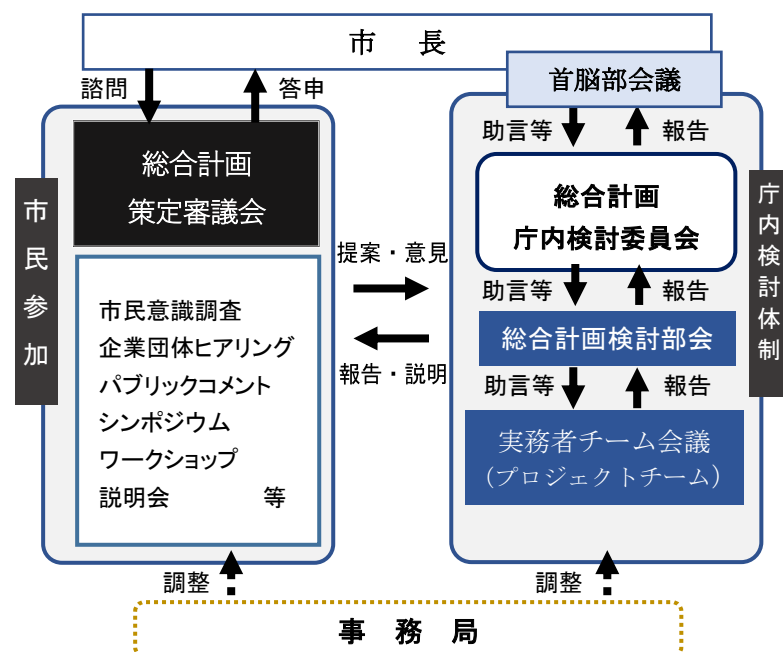 市　長
首脳部会議
諮問
答申
助言等
報告
総合計画
策定審議会
総合計画
庁内検討委員会
市民参加
庁内検討体制
提案・意見
報告・説明
助言等
報告
市民意識調査
企業団体ヒアリング
パブリックコメント
シンポジウム
ワークショップ
説明会　　　等
総合計画検討部会
助言等
報告
実務者チーム会議
（プロジェクトチーム）
調整
調整
事　務　局